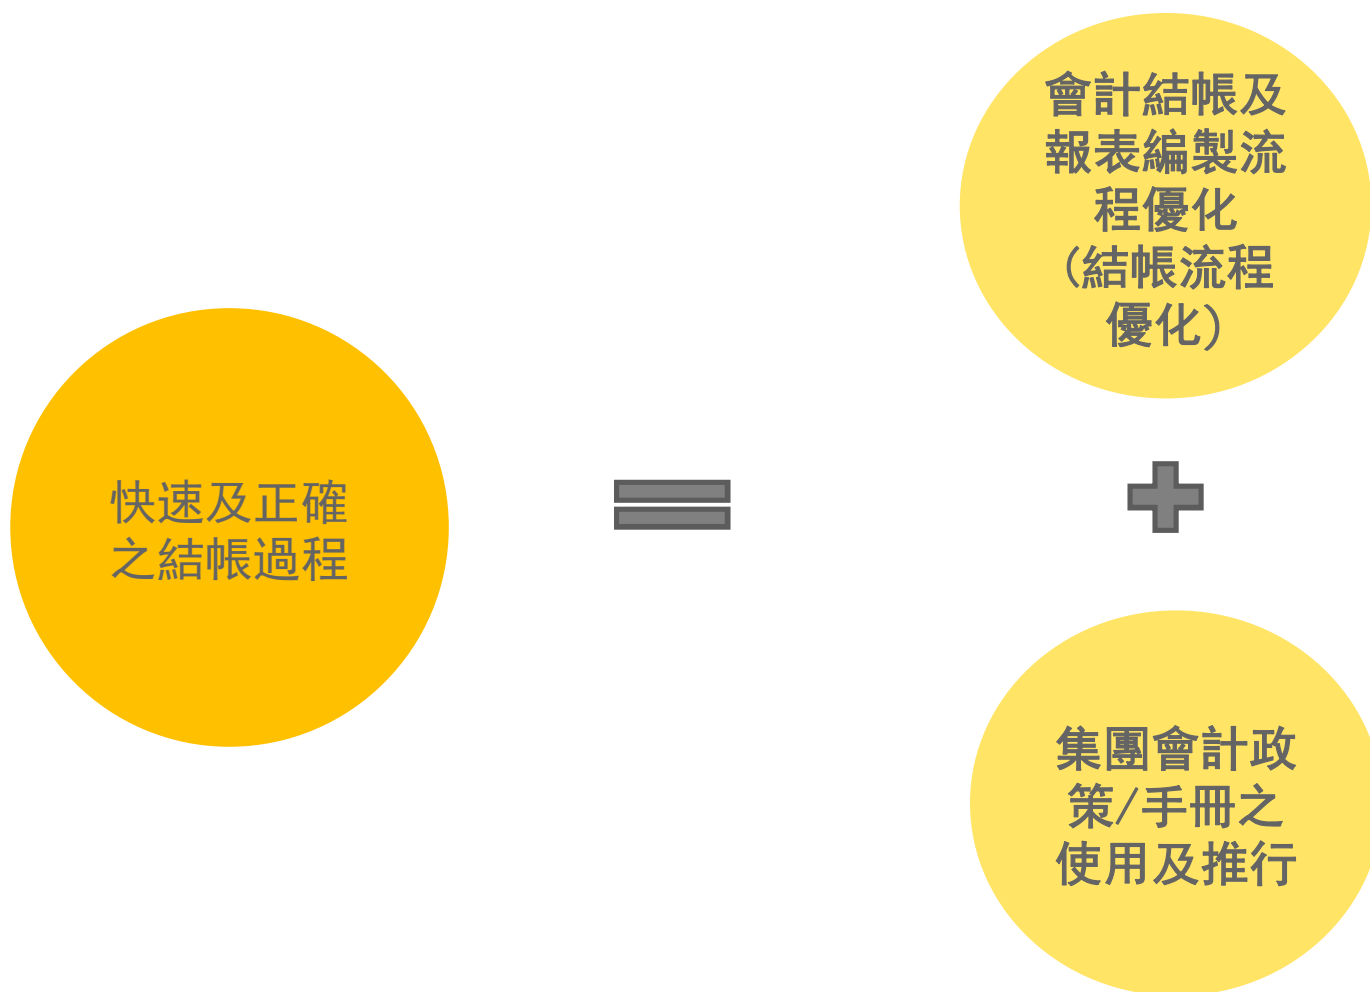 快速及正確
之結帳過程
會計結帳及
報表編製流
程優化
(結帳流程
優化)
集團會計政
策/手冊之
使用及推行